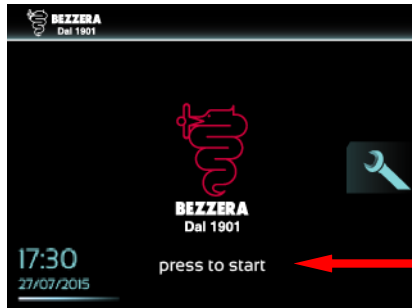 BEZZERA
Dal 1901
BEZZERA
Dal 1901
17:30
press to start
27/07/2015